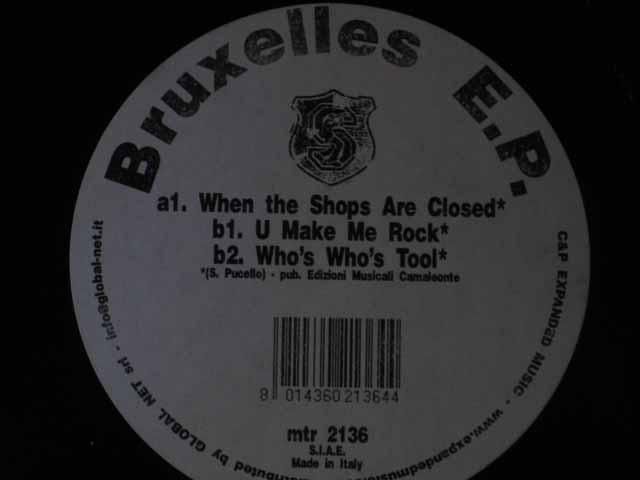 Bruxelles E.P.
a1. When the Shops Are Closed*
b1. U Make Me Rock*
b2. Who's Who's Tool*
*(S. Pucello) - pub. Edizioni Musicali Camaleonte
8 014360 213644
mtr 2136
S.I.A.E.
Made in Italy
C&P EXPANDED MUSIC - www.expandedmusic
distributed by GLOBAL NET srl - info@global-net.it